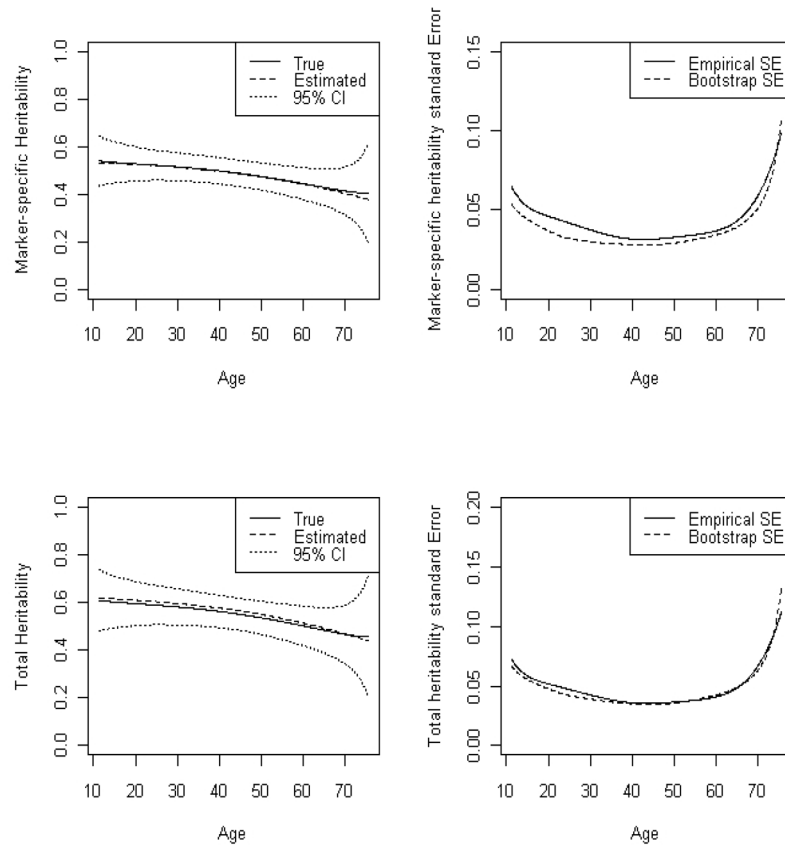 Marker-specific Heritability
0.0 0.2 0.4 0.6 0.8 1.0
True
Estimated
95% CI
10 20 30 40 50 60 70
Age
Marker-specific heritability standard Error
0.00 0.05 0.10 0.15
Empirical SE
Bootstrap SE
10 20 30 40 50 60 70
Age
Total Heritability
0.0 0.2 0.4 0.6 0.8 1.0
True
Estimated
95% CI
10 20 30 40 50 60 70
Age
Total heritability standard Error
0.00 0.05 0.10 0.15 0.20
Empirical SE
Bootstrap SE
10 20 30 40 50 60 70
Age